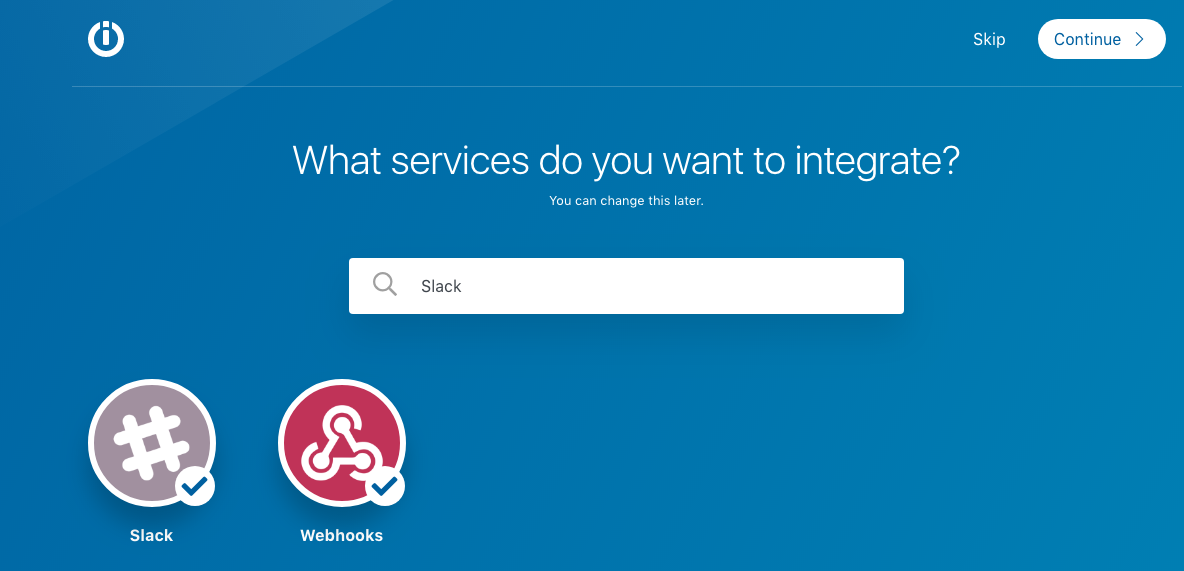 Skip
Continue
What services do you want to integrate?
You can change this later.
Slack
Slack
Webhooks